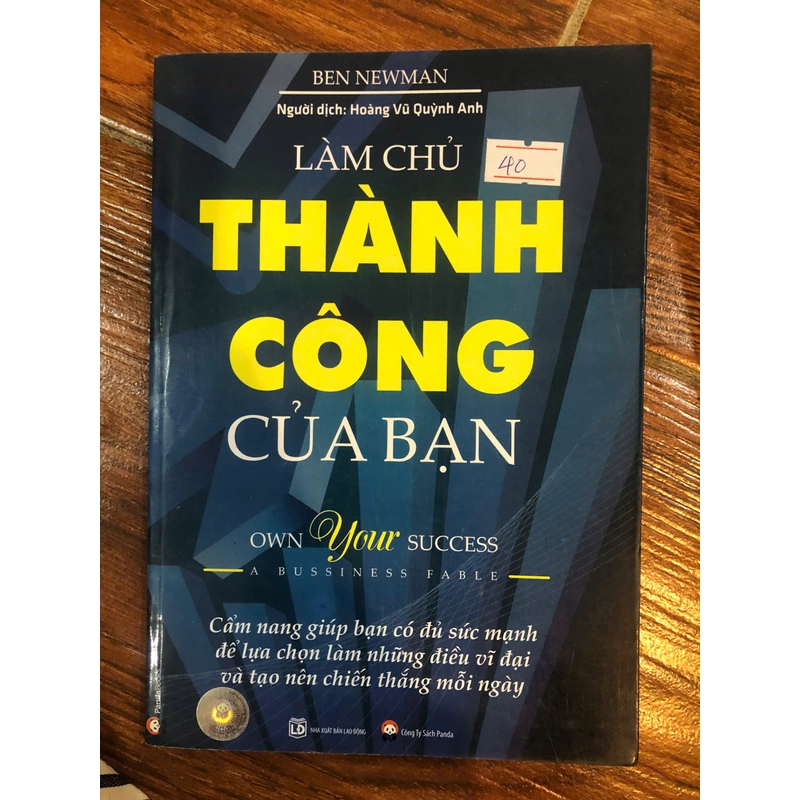 BEN NEWMAN
Người dịch: Hoàng Vũ Quỳnh Anh
LÀM CHỦ
40
THÀNH
CÔNG
CỦA BẠN
OWN Your SUCCESS
A BUSSINESS FABLE
Cẩm nang giúp bạn có đủ sức mạnh
để lựa chọn làm những điều vĩ đại
và tạo nên chiến thắng mỗi ngày
NHÀ XUẤT BẢN LAO ĐỘNG
Công Ty Sách Panda